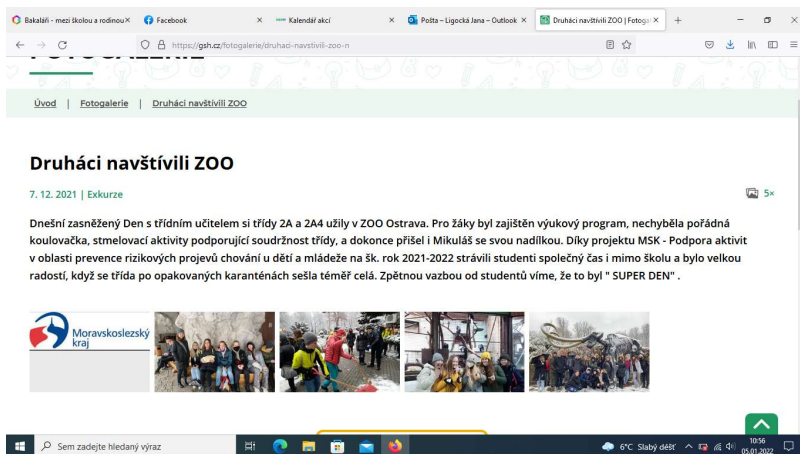 Bakaláři - mezi školou a rodinou
Facebook
Kalendář akcí
Pošta – Ligocká Jana – Outlook
Druháci navštívili ZOO | Fotoga
https://gsh.cz/fotogalerie/druhaci-navstivili-zoo-n
FOTOGALERIE
Úvod | Fotogalerie | Druháci navštívili ZOO
Druháci navštívili ZOO
7. 12. 2021 | Exkurze
5×
Dnešní zasněžený Den s třídním učitelem si třídy 2A a 2A4 užily v ZOO Ostrava. Pro žáky byl zajištěn výukový program, nechyběla pořádná
koulovačka, stmelovací aktivity podporující soudržnost třídy, a dokonce přišel i Mikuláš se svou nadílkou. Díky projektu MSK - Podpora aktivit
v oblasti prevence rizikových projevů chování u dětí a mládeže na šk. rok 2021-2022 strávili studenti společný čas i mimo školu a bylo velkou
radostí, když se třída po opakovaných karanténách sešla téměř celá. Zpětnou vazbou od studentů víme, že to byl " SUPER DEN" .
Moravskoslezský
kraj
Sem zadejte hledaný výraz
6°C Slabý déšť
10:56
05.01.2022